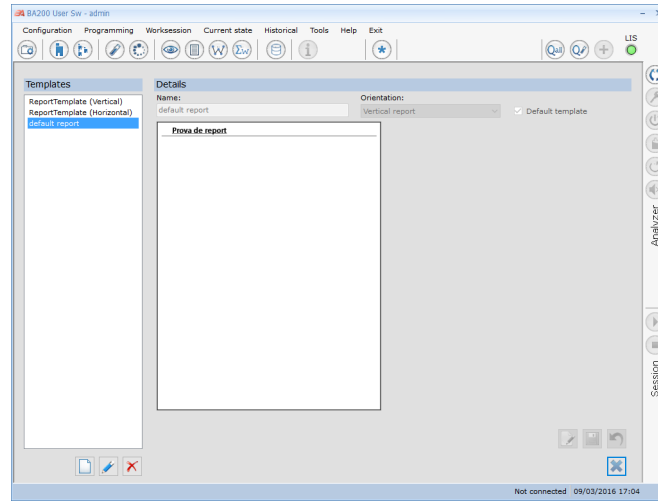 BA200 User Sw - admin
Configuration Programming Worksession Current state Historical Tools Help Exit
LIS
Templates
Details
ReportTemplate (Vertical)
ReportTemplate (Horizontal)
default report
Name:
Orientation:
default report
Vertical report
Default template
Prova de report
Analyzer
Session
Not connected 09/03/2016 17:04